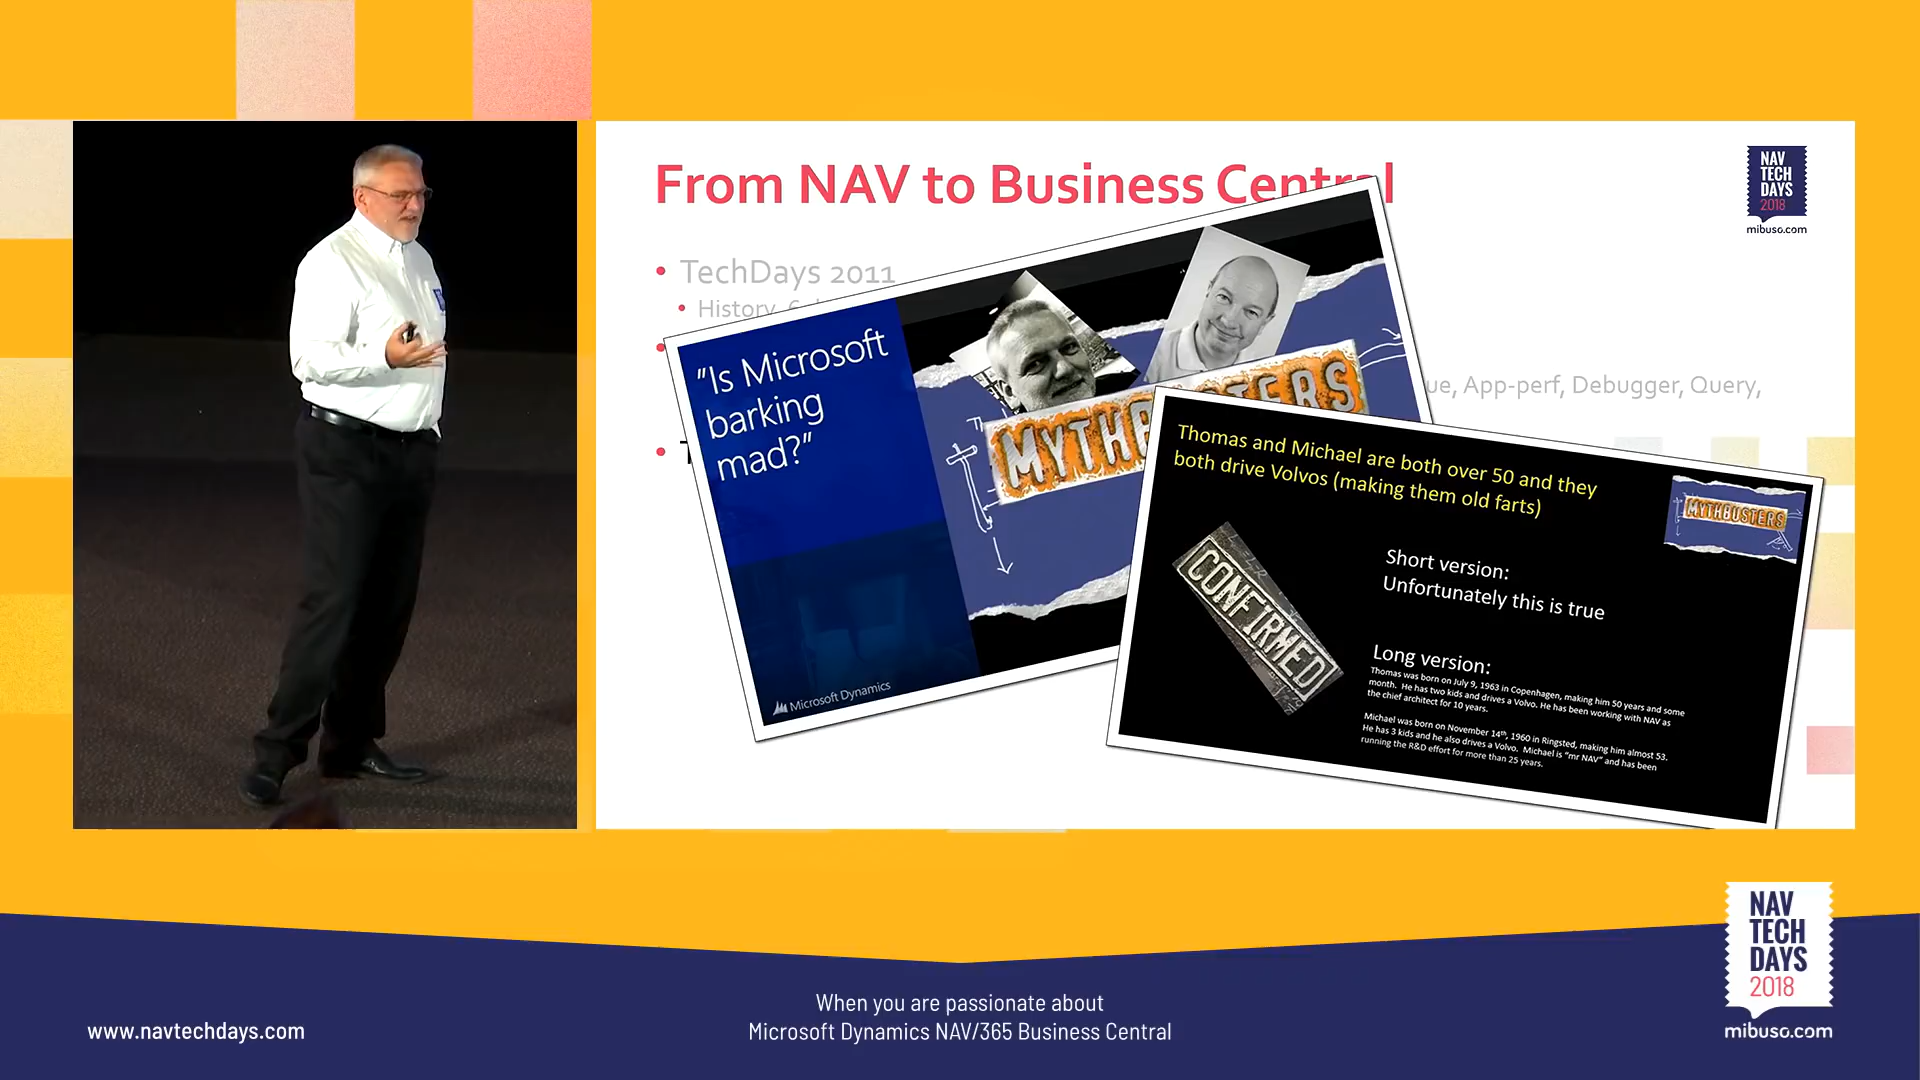 From NAV to Business Central
NAV
TECH
DAYS
2018
mibuso.com
TechDays 2011
History,
ue, App-perf, Debugger, Query,
"Is Microsoft
barking
mad?"
MYTHBUSTERS
Microsoft Dynamics
Thomas and Michael are both over 50 and they
both drive Volvos (making them old farts)
MYTHBUSTERS
CONFIRMED
Short version:
Unfortunately this is true
Long version:
Thomas was born on July 9, 1963 in Copenhagen, making him 50 years and some
month. He has two kids and drives a Volvo. He has been working with NAV as
the chief architect for 10 years.
Michael was born on November 14th, 1960 in Ringsted, making him almost 53.
He has 3 kids and he also drives a Volvo. Michael is "mr NAV" and has been
running the R&D effort for more than 25 years.
NAV
TECH
DAYS
2018
mibuso.com
When you are passionate about
Microsoft Dynamics NAV/365 Business Central
www.navtechdays.com